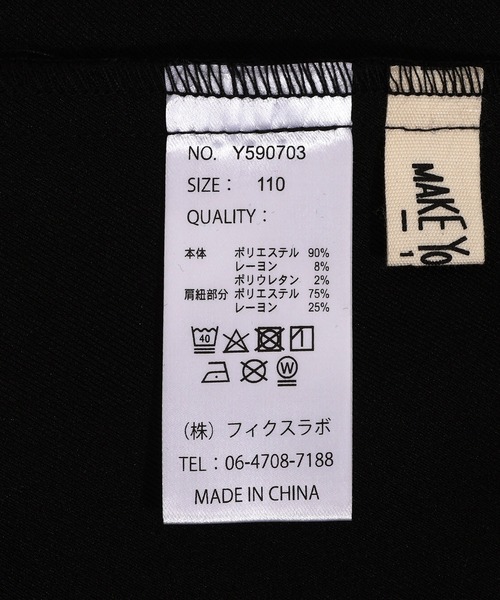 NO. Y590703
SIZE： 110
QUALITY：
本体 ポリエステル 90%
レーヨン 8%
ポリウレタン 2%
肩紐部分 ポリエステル 75%
レーヨン 25%
40
W
（株）フィクスラボ
TEL：06-4708-7188
MADE IN CHINA
MAKE Yo